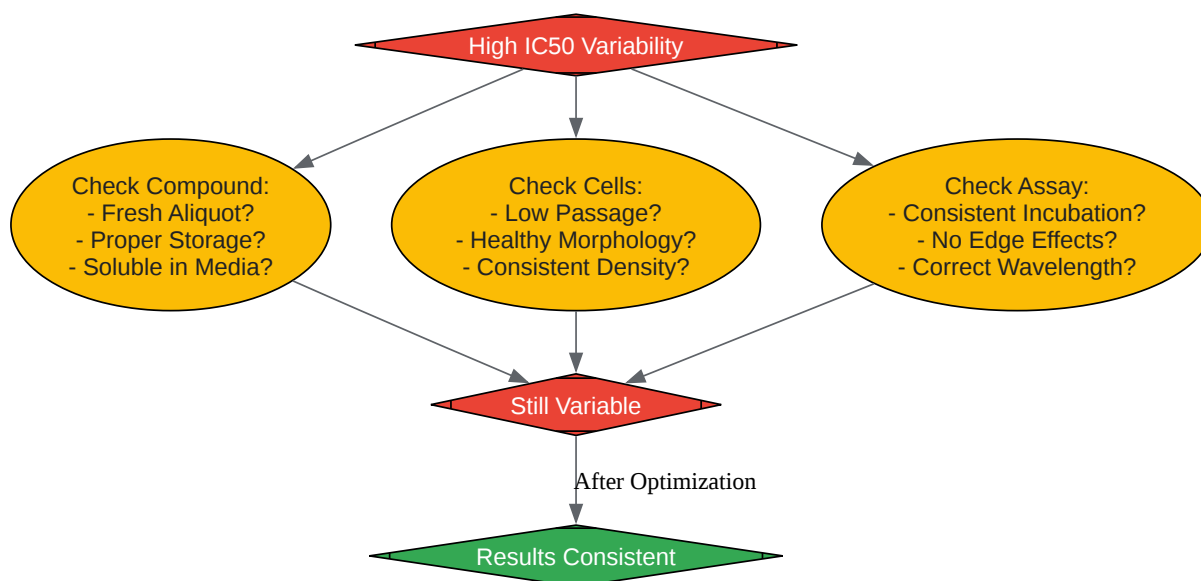 High IC50 Variability
Check Compound:
- Fresh Aliquot?
- Proper Storage?
- Soluble in Media?
Check Cells:
- Low Passage?
- Healthy Morphology?
- Consistent Density?
Check Assay:
- Consistent Incubation?
- No Edge Effects?
- Correct Wavelength?
Still Variable
After Optimization
Results Consistent